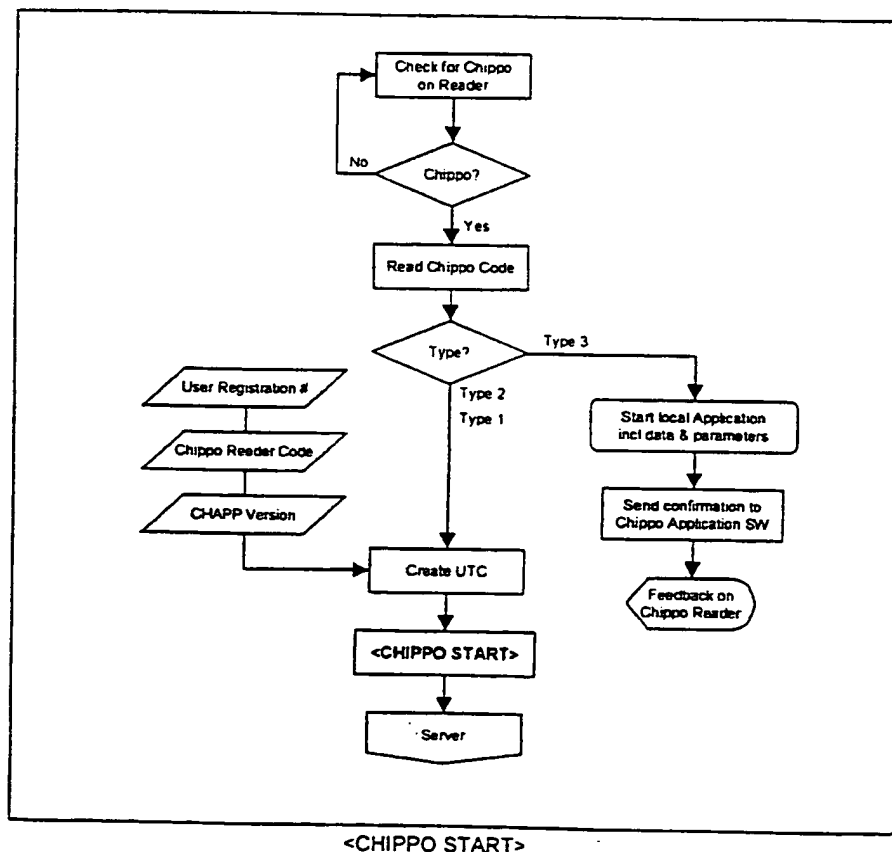 Check for Chippo
on Reader
No
Chippo?
Yes
Read Chippo Code
Type?
Type 3
User Registration #
Type 2
Type 1
Start local Application
incl data & parameters
Chippo Reader Code
CHAPP Version
Send confirmation to
Chippo Application SW
Create UTC
Feedback on
Chippo Reader
<CHIPPO START>
Server
<CHIPPO START>